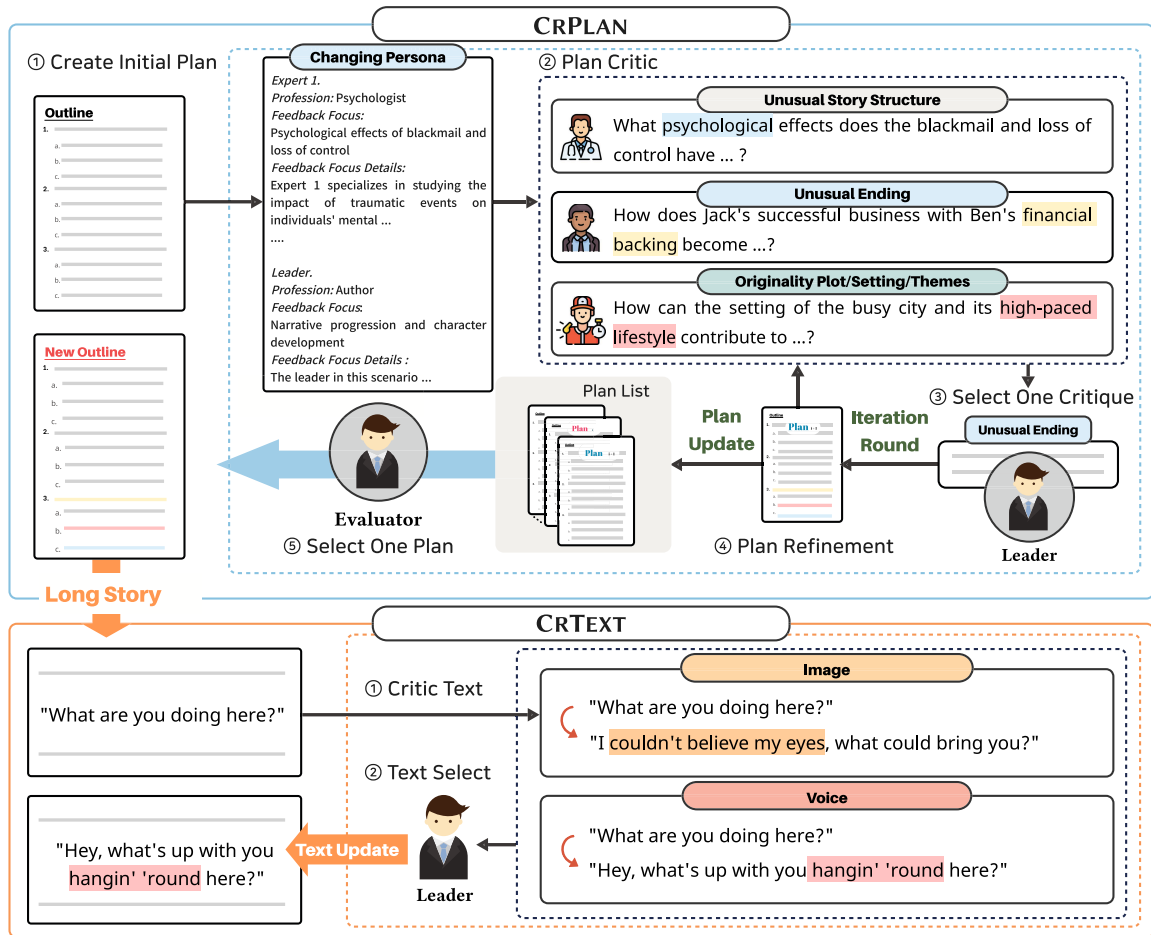 CRPLAN
① Create Initial Plan
Outline
1.
a.
b.
c.
2.
a.
b.
c.
3.
a.
b.
c.
Changing Persona
Expert 1.
Profession: Psychologist
Feedback Focus:
Psychological effects of blackmail and
loss of control
Feedback Focus Details:
Expert 1 specializes in studying the
impact of traumatic events on
individuals' mental ...
....
Leader.
Profession: Author
Feedback Focus:
Narrative progression and character
development
Feedback Focus Details :
The leader in this scenario ...
② Plan Critic
Unusual Story Structure
What psychological effects does the blackmail and loss of
control have ... ?
Unusual Ending
How does Jack's successful business with Ben's financial
backing become ...?
Originality Plot/Setting/Themes
How can the setting of the busy city and its high-paced
lifestyle contribute to ...?
③ Select One Critique
Unusual Ending
Leader
Iteration
Round
④ Plan Refinement
Outline
Plan
Plan
Update
Plan List
Plan
Plan
Evaluator
⑤ Select One Plan
New Outline
1.
a.
b.
c.
2.
a.
b.
c.
3.
a.
b.
c.
Long Story
CRTEXT
"What are you doing here?"
① Critic Text
Image
"What are you doing here?"
"I couldn't believe my eyes, what could bring you?"
Voice
"What are you doing here?"
"Hey, what's up with you hangin' 'round here?"
② Text Select
Leader
Text Update
"Hey, what's up with you
hangin' 'round here?"